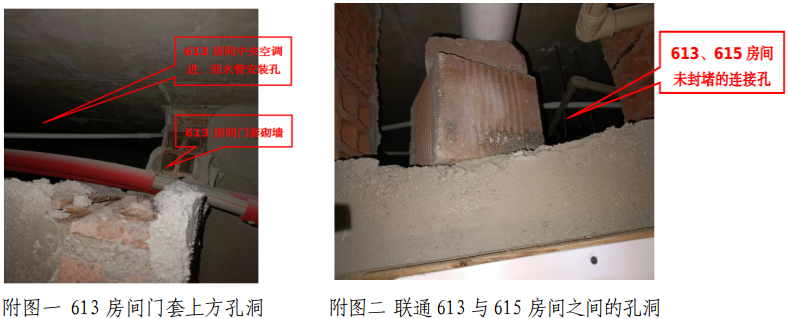 613 房间中央空调
进、回水管安装孔
613 房间门套砌墙
613、615 房间
未封堵的连接孔
附图一 613 房间门套上方孔洞
附图二 联通 613 与 615 房间之间的孔洞